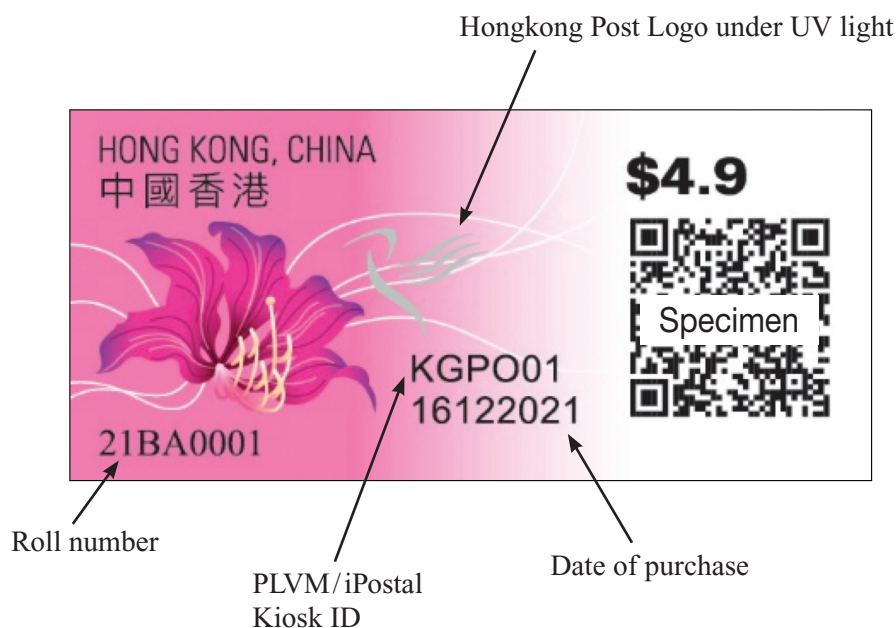 Hongkong Post Logo under UV light
HONG KONG, CHINA
中國香港
$4.9
Specimen
KGPO01
16122021
21BA0001
Roll number
PLVM/iPostal
Kiosk ID
Date of purchase